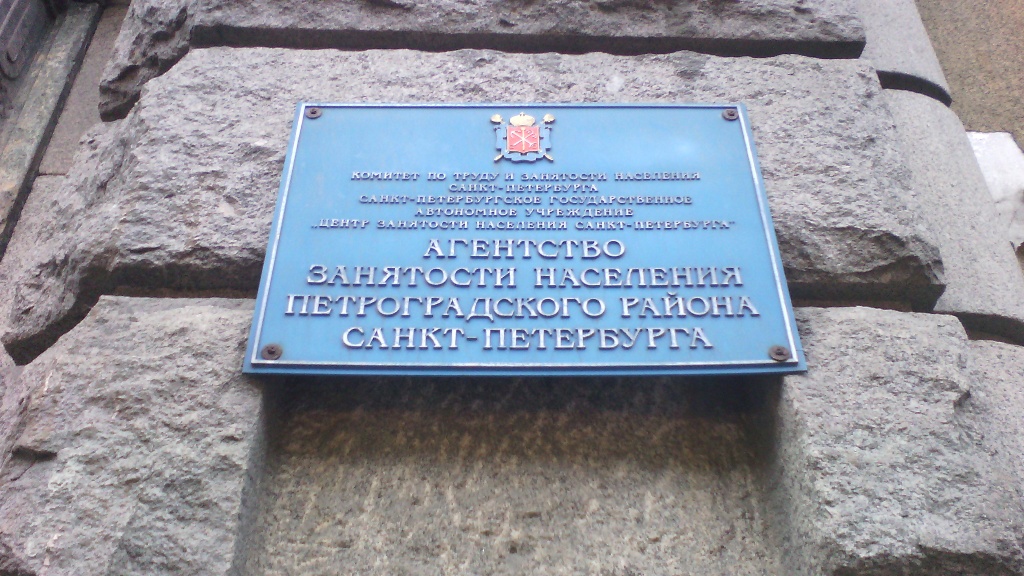 КОМИТЕТ ПО ТРУДУ И ЗАНЯТОСТИ НАСЕЛЕНИЯ
САНКТ-ПЕТЕРБУРГА
САНКТ-ПЕТЕРБУРГСКОЕ ГОСУДАРСТВЕННОЕ
АВТОНОМНОЕ УЧРЕЖДЕНИЕ
„ЦЕНТР ЗАНЯТОСТИ НАСЕЛЕНИЯ САНКТ-ПЕТЕРБУРГА"
АГЕНТСТВО
ЗАНЯТОСТИ НАСЕЛЕНИЯ
ПЕТРОГРАДСКОГО РАЙОНА
САНКТ-ПЕТЕРБУРГА